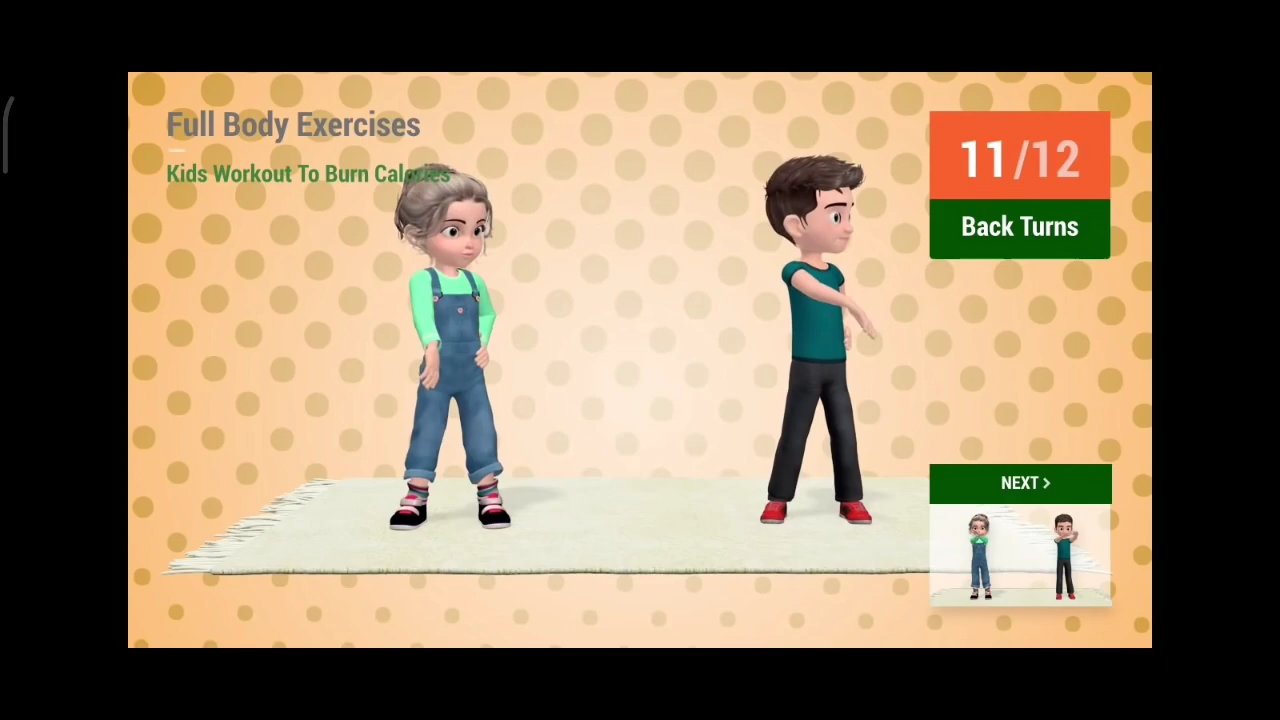 Full Body Exercises
Kids Workout To Burn Calories
11/12
Back Turns
NEXT >